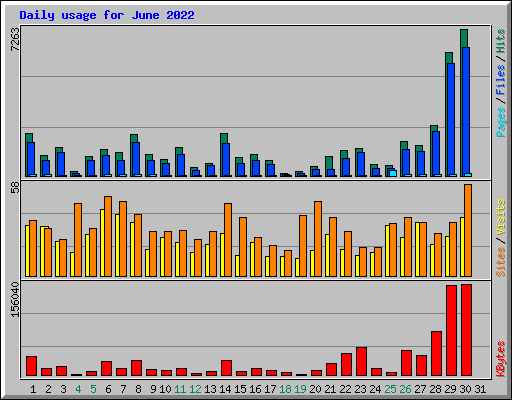 Daily usage for June 2022
7263
Pages / Files / Hits
58
Sites / Visits
156040
KBytes
1 2 3 4 5 6 7 8 9 10 11 12 13 14 15 16 17 18 19 20 21 22 23 24 25 26 27 28 29 30 31